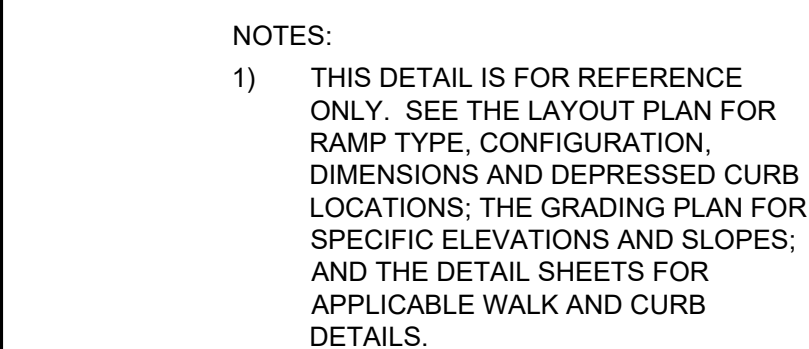 NOTES:
1) THIS DETAIL IS FOR REFERENCE
ONLY. SEE THE LAYOUT PLAN FOR
RAMP TYPE, CONFIGURATION,
DIMENSIONS AND DEPRESSED CURB
LOCATIONS; THE GRADING PLAN FOR
SPECIFIC ELEVATIONS AND SLOPES;
AND THE DETAIL SHEETS FOR
APPLICABLE WALK AND CURB
DETAILS.